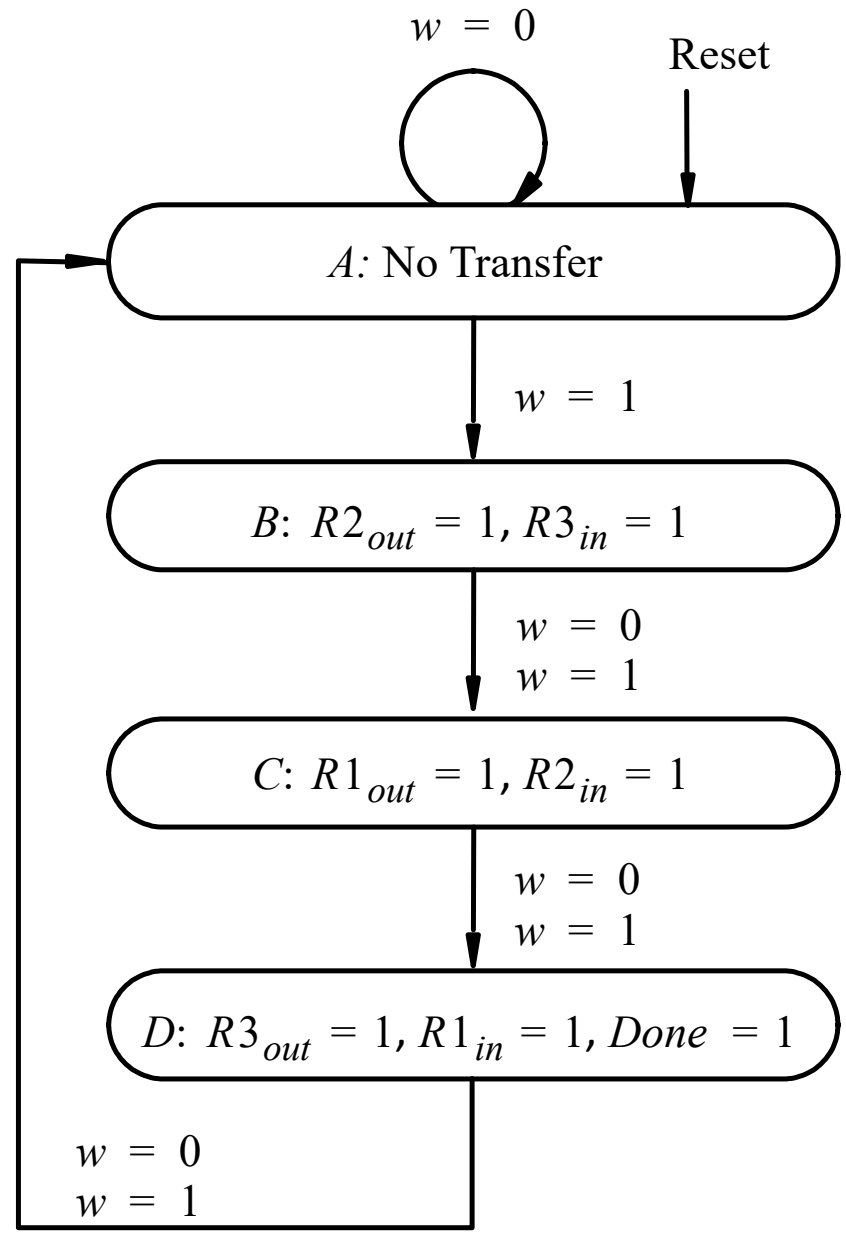 w = 0
Reset
A: No Transfer
w = 1
B: R2out = 1, R3in = 1
w = 0
w = 1
C: R1out = 1, R2in = 1
w = 0
w = 1
D: R3out = 1, R1in = 1, Done = 1
w = 0
w = 1